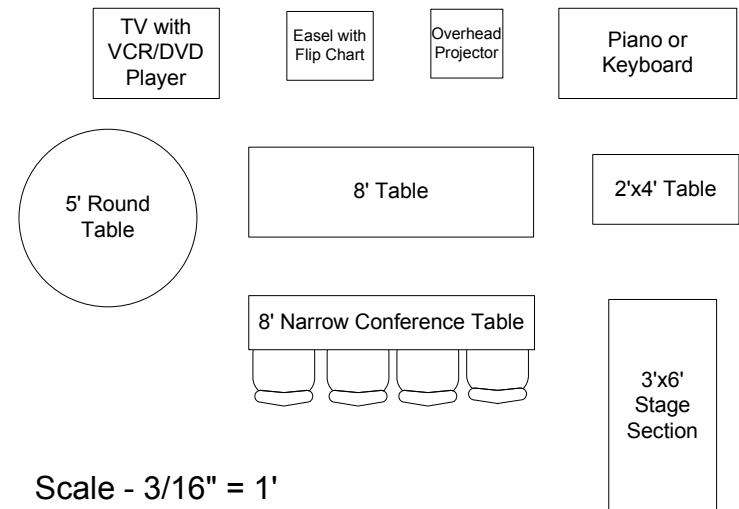 TV with
VCR/DVD
Player
Easel with
Flip Chart
Overhead
Projector
Piano or
Keyboard
5' Round
Table
8' Table
2'x4' Table
8' Narrow Conference Table
3'x6'
Stage
Section
Scale - 3/16" = 1'